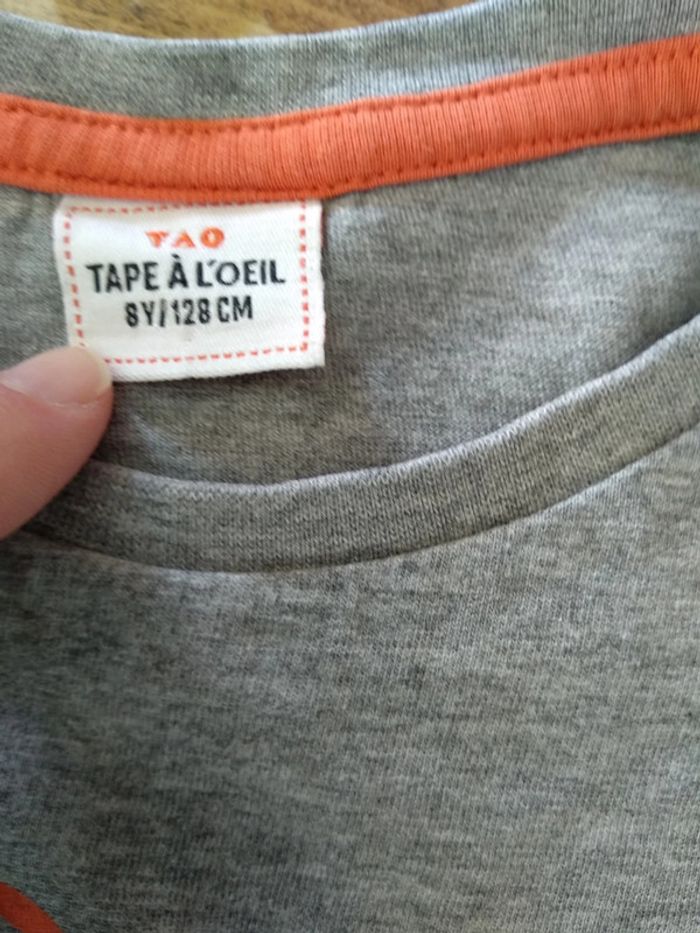 TAO
TAPE À L'OEIL
8Y/128 CM